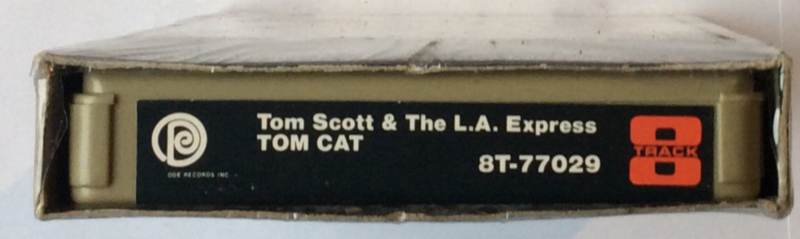 Tom Scott & The L.A. Express
TOM CAT
8T-77029
ODE RECORDS INC.
8
TRACK